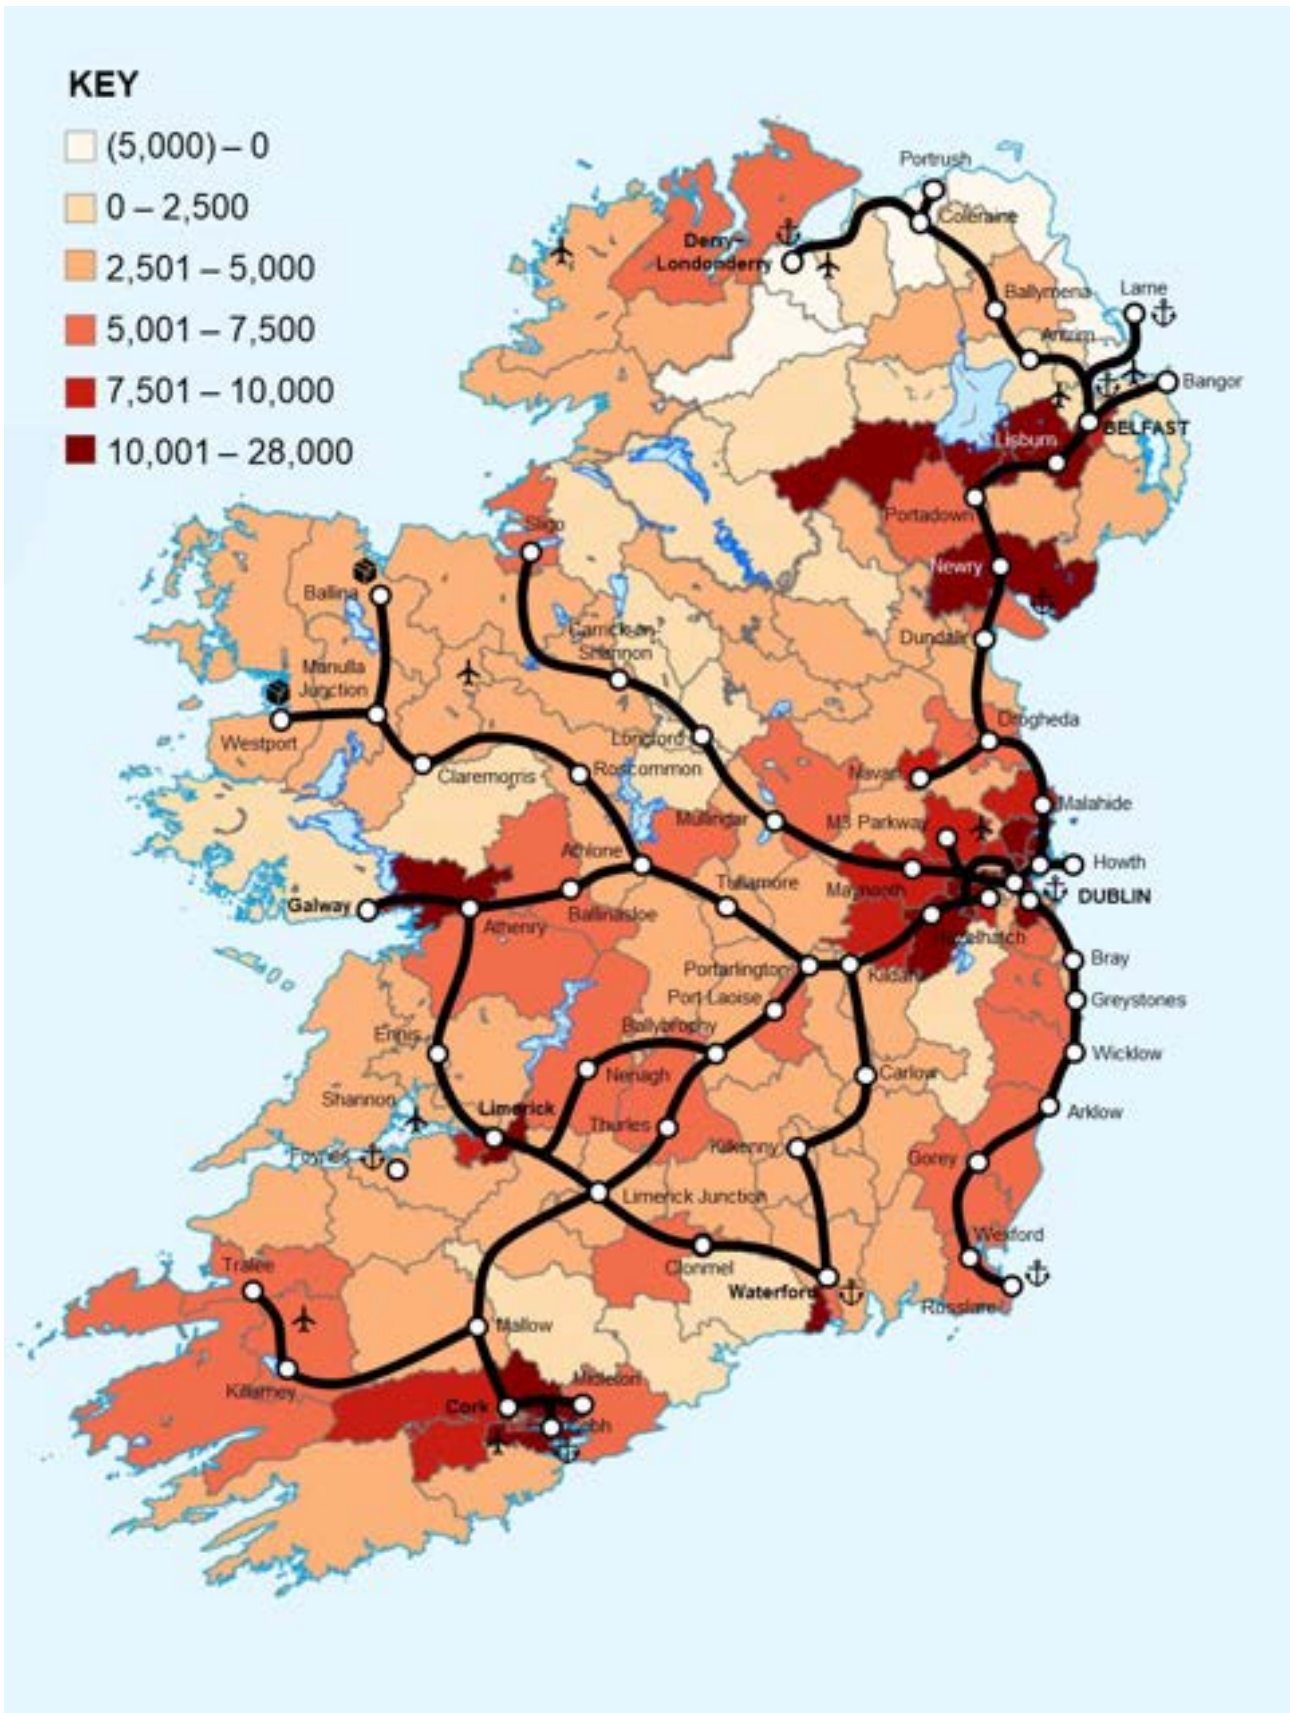 KEY
(5,000) – 0
0 – 2,500
2,501 – 5,000
5,001 – 7,500
7,501 – 10,000
10,001 – 28,000
Portrush
Coleraine
Derry~
Londonderry
Ballymena
Larne
Antrim
Bangor
BELFAST
Lisburn
Portadown
Sligo
Newry
Ballina
Dundalk
Carrick-on-
Shannon
Manulla
Junction
Drogheda
Westport
Longford
Claremorris
Roscommon
Navan
Malahide
Mullingar
M3 Parkway
Athlone
Howth
Tullamore
Maynooth
DUBLIN
Galway
Ballinasloe
Athenry
Hazelhatch
Bray
Portarlington
Kildare
Port Laoise
Greystones
Ballybrophy
Ennis
Wicklow
Nenagh
Carlow
Shannon
Limerick
Arklow
Thurles
Kilkenny
Foynes
Gorey
Limerick Junction
Wexford
Tralee
Clonmel
Waterford
Rosslare
Mallow
Killarney
Midleton
Cork
Cobh